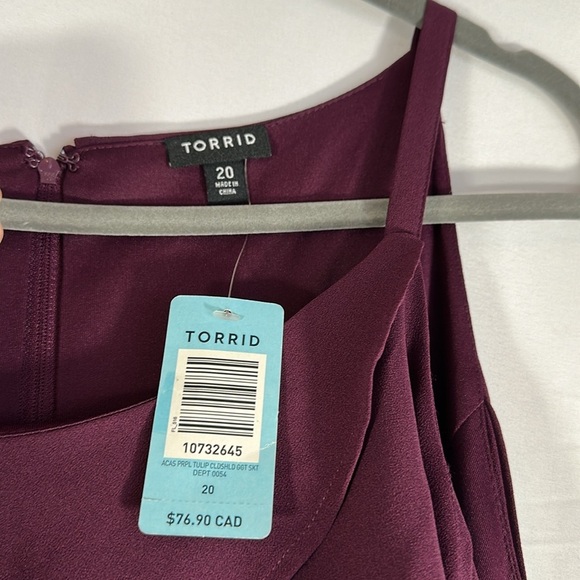 TORRID
20
MADE IN
CHINA
TORRID
PL_INI
10732645
ACAS PRPL TULIP CLDSHLD GGT SKT
DEPT 0054
20
$76.90 CAD